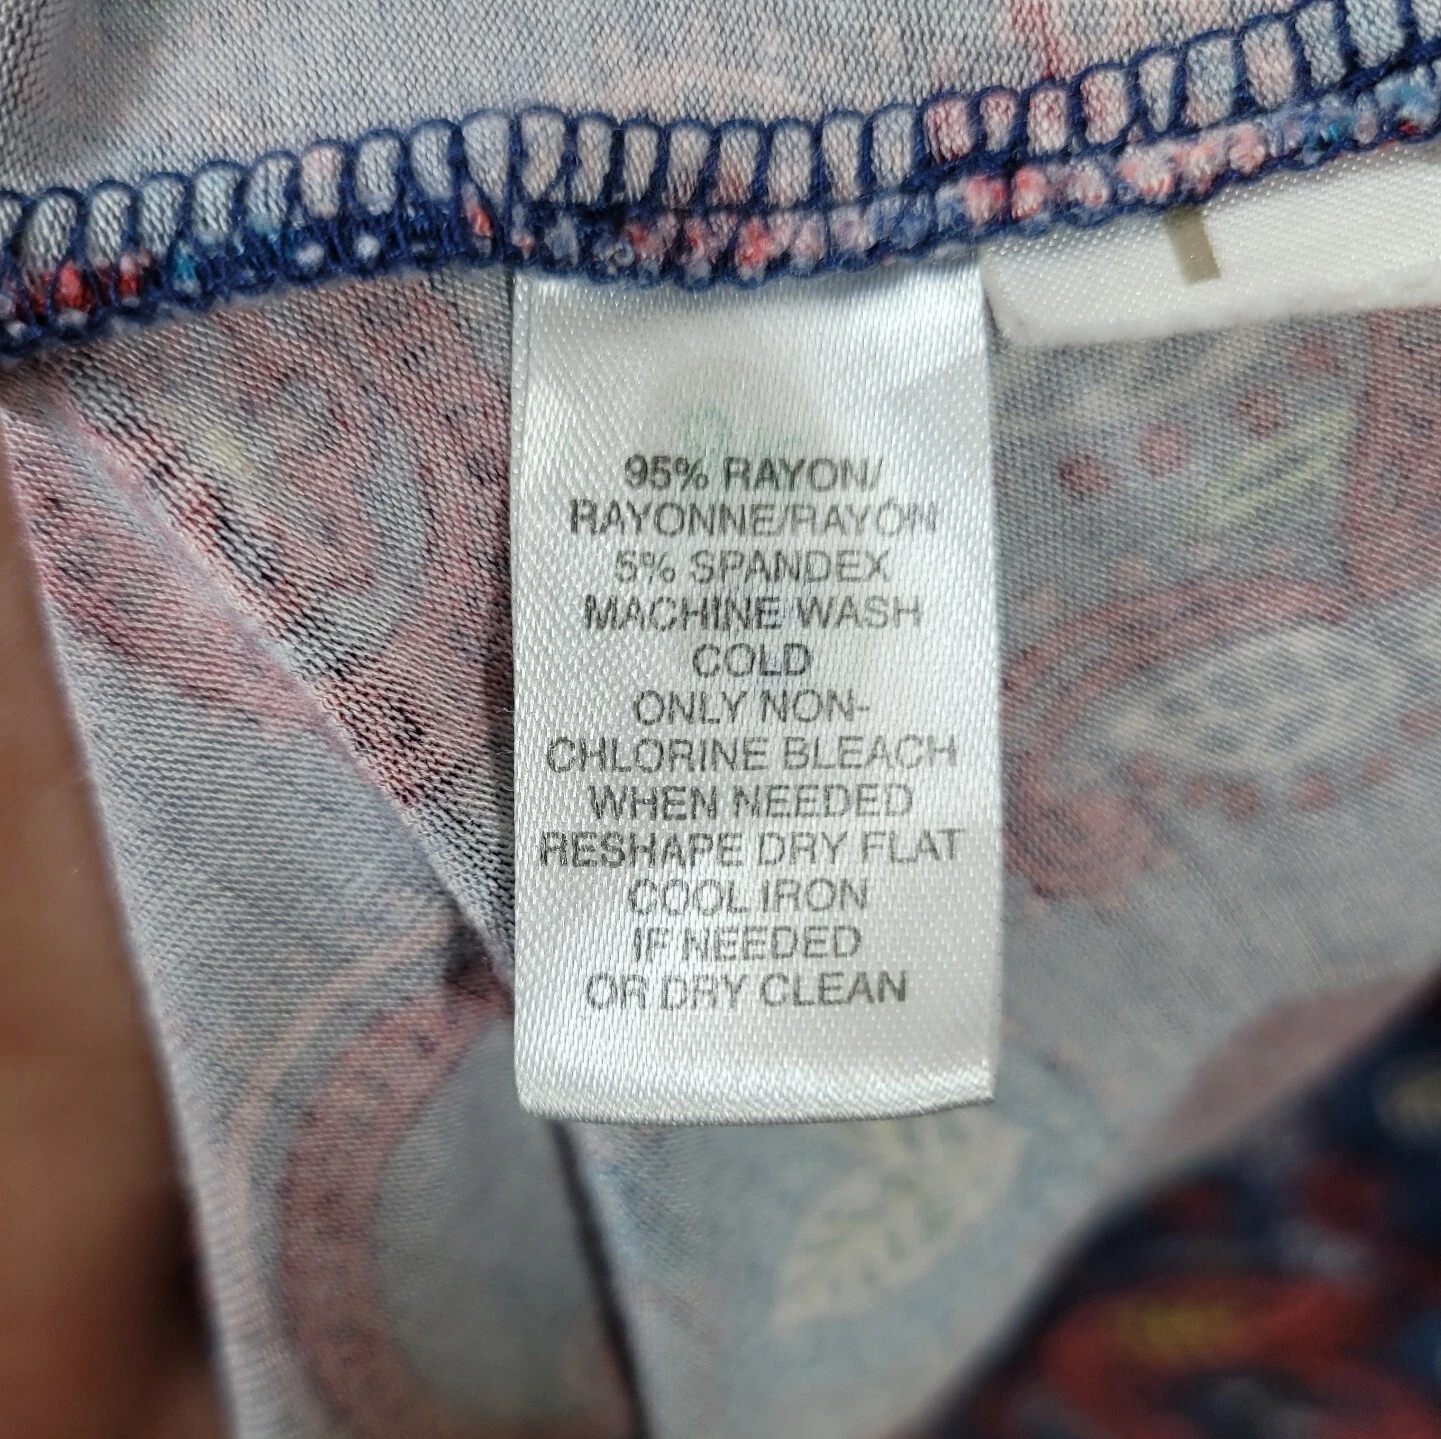 95% RAYON/
RAYONNE/RAYÓN
5% SPANDEX
MACHINE WASH
COLD
ONLY NON-
CHLORINE BLEACH
WHEN NEEDED
RESHAPE DRY FLAT
COOL IRON
IF NEEDED
OR DRY CLEAN